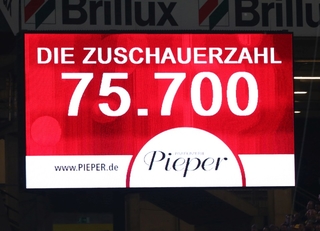 Brillux
Brillux
DIE ZUSCHAUERZAHL
75.700
Pieper
www.PIEPER.de